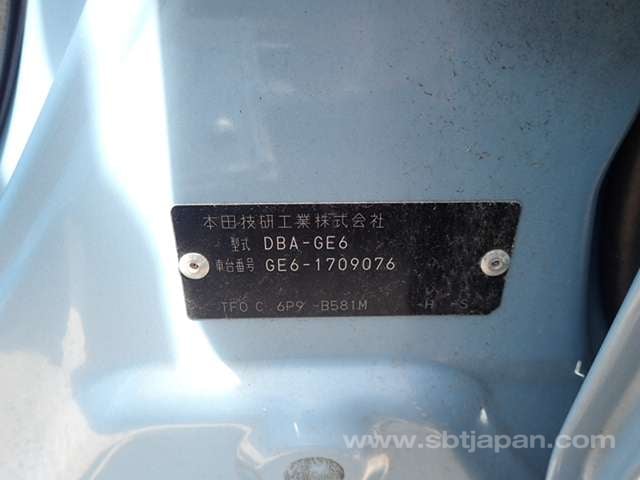 本田技研工業株式会社
型式 DBA-GE6
車台番号 GE6-1709076
TF0 C 6P9 -B581M -H -S
www.sbtjapan.com